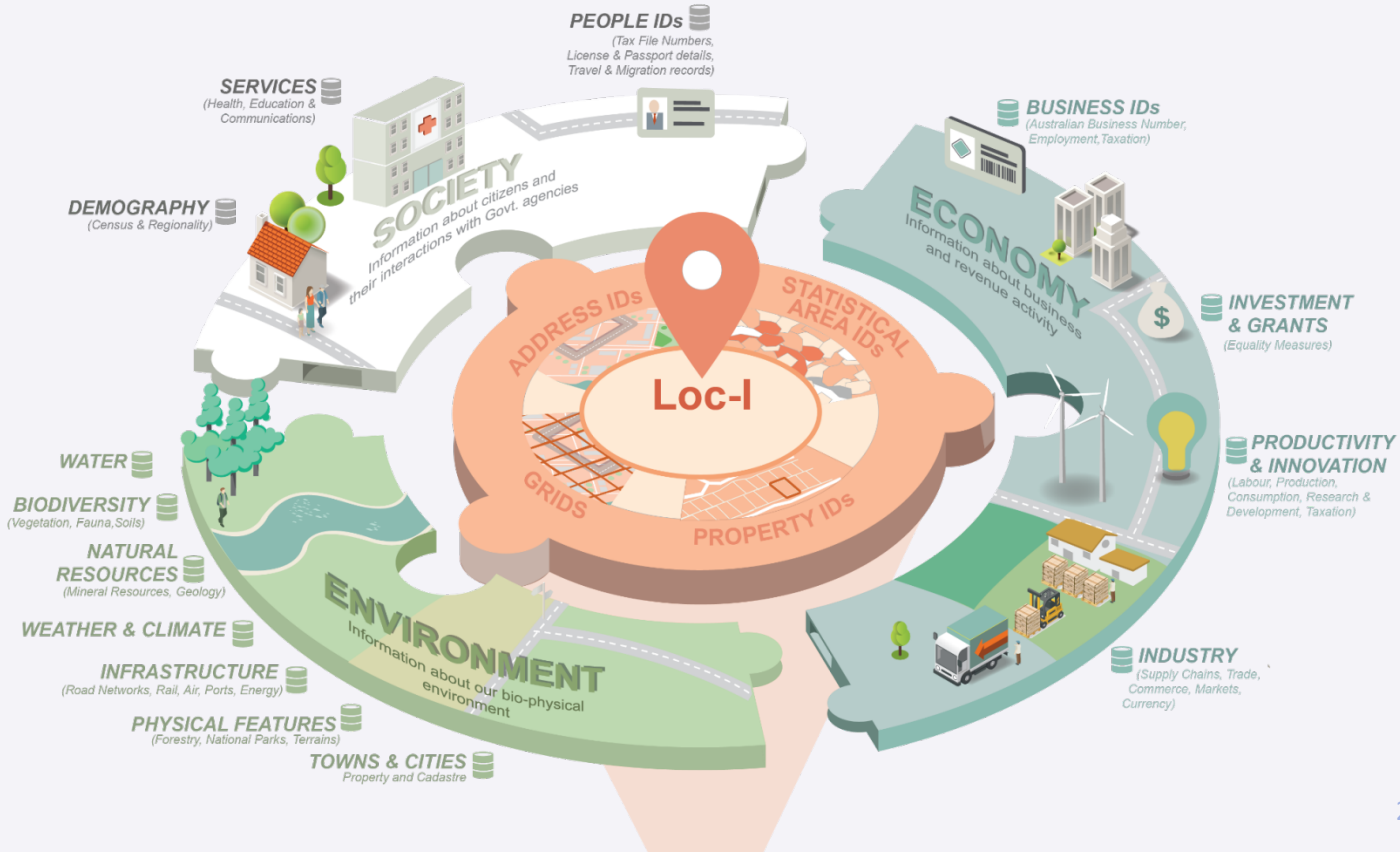 PEOPLE IDs
(Tax File Numbers,
License & Passport details,
Travel & Migration records)
SERVICES
(Health, Education &
Communications)
DEMOGRAPHY
(Census & Regionality)
SOCIETY
Information about citizens and
their interactions with Govt. agencies
BUSINESS IDs
(Australian Business Number,
Employment,Taxation)
ECONOMY
Information about business
and revenue activity
$
INVESTMENT
& GRANTS
(Equality Measures)
PRODUCTIVITY
& INNOVATION
(Labour, Production,
Consumption, Research &
Development, Taxation)
INDUSTRY
(Supply Chains, Trade,
Commerce, Markets,
Currency)
ADDRESS IDs
STATISTICAL
AREA IDs
Loc-I
GRIDS
PROPERTY IDs
WATER
BIODIVERSITY
(Vegetation, Fauna,Soils)
NATURAL
RESOURCES
(Mineral Resources, Geology)
WEATHER & CLIMATE
INFRASTRUCTURE
(Road Networks, Rail, Air, Ports, Energy)
PHYSICAL FEATURES
(Forestry, National Parks, Terrains)
TOWNS & CITIES
Property and Cadastre
ENVIRONMENT
Information about our bio-physical
environment